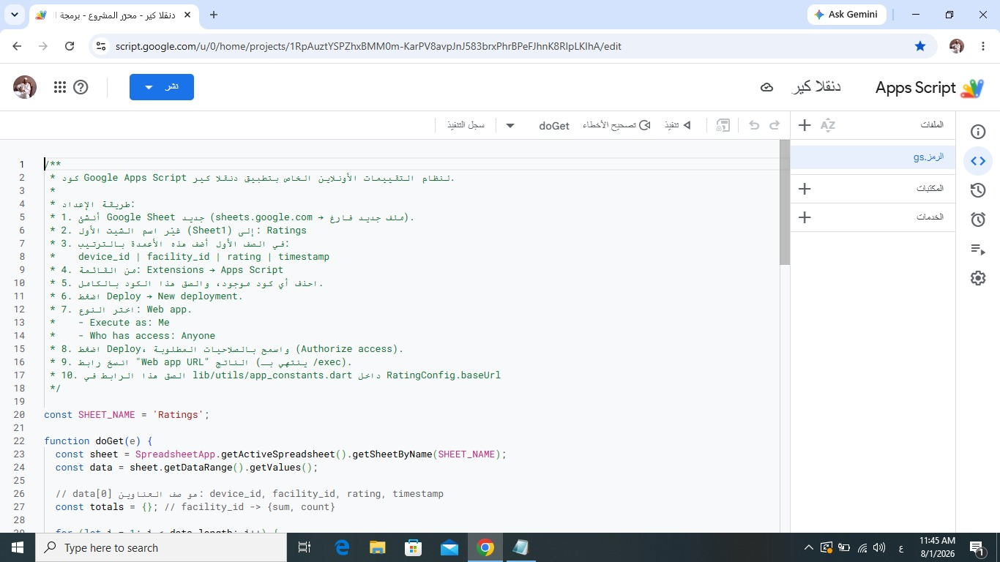 دنقلا كير - محرّر المشروع - برمجة
Ask Gemini
script.google.com/u/0/home/projects/1RpAuztYSPZhxBMM0m-KarPV8avpJnJ583brxPhrBPeFJhnK8RIpLKIhA/edit
نشر
دنقلا كير
Apps Script
سجل التنفيذ
doGet
تصحيح الأخطاء
تنفيذ
AZ
الملفات
الرمز.gs
المكتبات
الخدمات
1 /**
2 * كود Google Apps Script لنظام التقييمات الأونلاين الخاص بتطبيق دنقلا كير.
3 *
4 * طريقة الإعداد:
5 * 1. أنشئ Google Sheet جديد (sheets.google.com → ملف جديد فارغ).
6 * 2. غيّر اسم الشيت الأول (Sheet1) إلى: Ratings
7 * 3. في الصف الأول أضف هذه الأعمدة بالترتيب:
8 * device_id | facility_id | rating | timestamp
9 * 4. من القائمة: Extensions → Apps Script
10 * 5. احذف أي كود موجود، والصق هذا الكود بالكامل.
11 * 6. اضغط Deploy → New deployment.
12 * 7. اختر النوع: Web app.
13 * - Execute as: Me
14 * - Who has access: Anyone
15 * 8. اضغط Deploy، واسمح بالصلاحيات المطلوبة (Authorize access).
16 * 9. انسخ رابط "Web app URL" الناتج (ينتهي بـ /exec).
17 * 10. الصق هذا الرابط في lib/utils/app_constants.dart داخل RatingConfig.baseUrl
18 */
19
20 const SHEET_NAME = 'Ratings';
21
22 function doGet(e) {
23 const sheet = SpreadsheetApp.getActiveSpreadsheet().getSheetByName(SHEET_NAME);
24 const data = sheet.getDataRange().getValues();
25
26 // data[0] هو صف العناوين: device_id, facility_id, rating, timestamp
27 const totals = {}; // facility_id -> {sum, count}
28
29 for (let i = 1; i < data.length; i++) {
Type here to search
ع
11:45 AM
8/1/2026
1